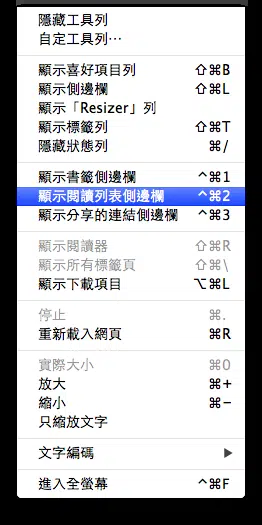 隱藏工具列
自定工具列⋯
顯示喜好項目列 ⇧⌘B
顯示側邊欄 ⇧⌘L
顯示「Resizer」列
顯示標籤列 ⇧⌘T
隱藏狀態列 ⌘/
顯示書籤側邊欄 ^⌘1
顯示閱讀列表側邊欄 ^⌘2
顯示分享的連結側邊欄 ^⌘3
顯示閱讀器 ⇧⌘R
顯示所有標籤頁 ⇧⌘\
顯示下載項目 ⌥⌘L
停止 ⌘.
重新載入網頁 ⌘R
實際大小 ⌘0
放大 ⌘+
縮小 ⌘−
只縮放文字
文字編碼 ▶
進入全螢幕 ^⌘F